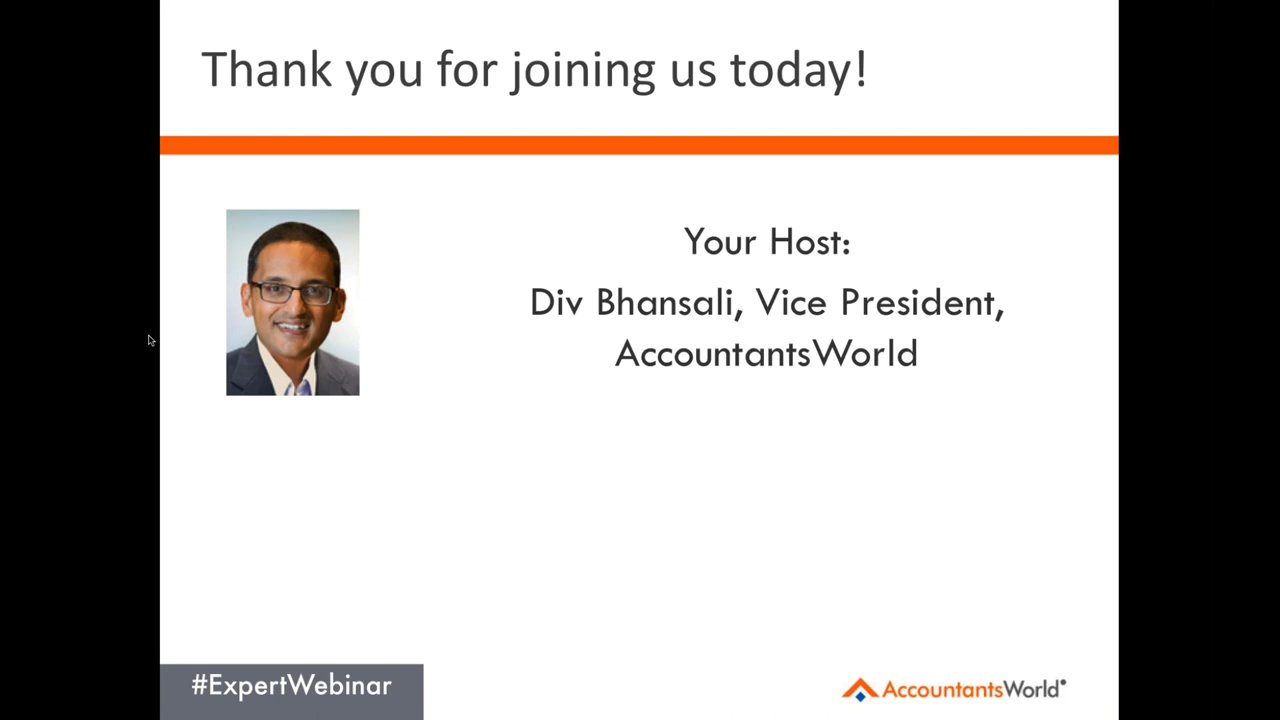 Thank you for joining us today!
Your Host:
Div Bhansali, Vice President,
AccountantsWorld
#ExpertWebinar
AccountantsWorld